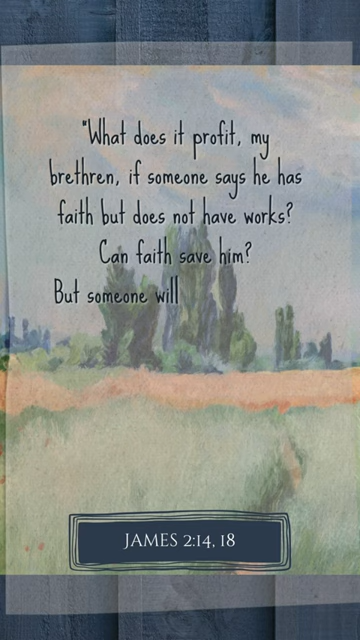 "What does it profit, my
brethren, if someone says he has
faith but does not have works?
Can faith save him?
But someone will
JAMES 2:14, 18